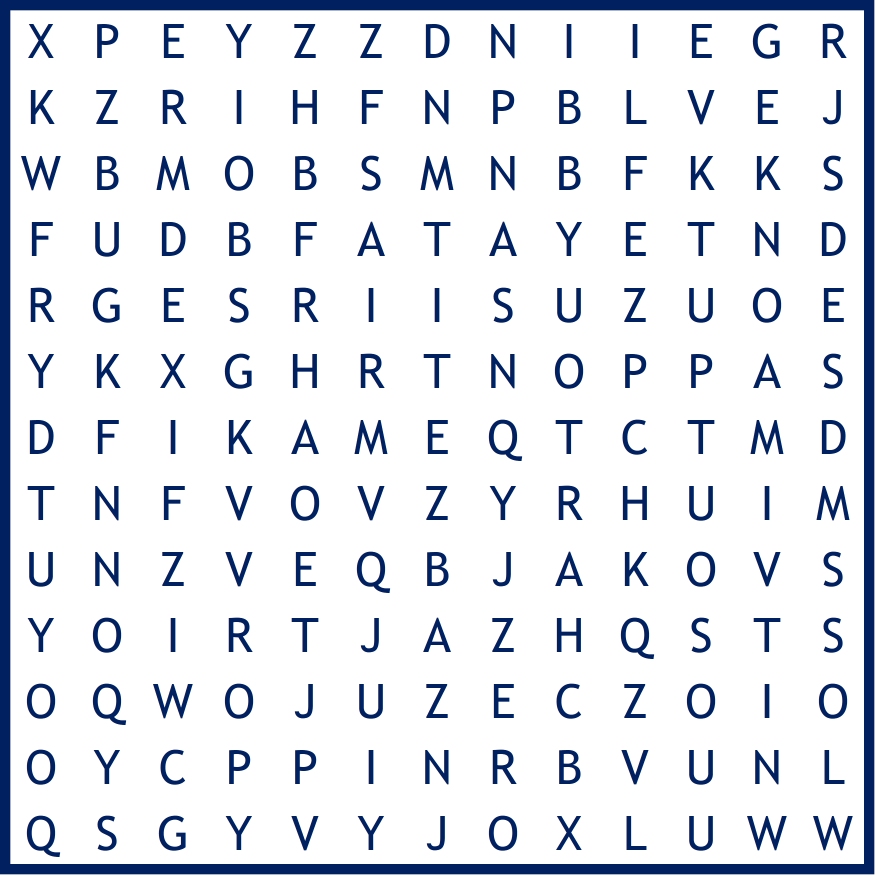 X P E Y Z Z D N I I E G R
K Z R I H F N P B L V E J
W B M O B S M N B F K K S
F U D B F A T A Y E T N D
R G E S R I I S U Z U O E
Y K X G H R T N O P P A S
D F I K A M E Q T C T M D
T N F V O V Z Y R H U I M
U N Z V E Q B J A K O V S
Y O I R T J A Z H Q S T S
O Q W O J U Z E C Z O I O
O Y C P P I N R B V U N L
Q S G Y V Y J O X L U W W